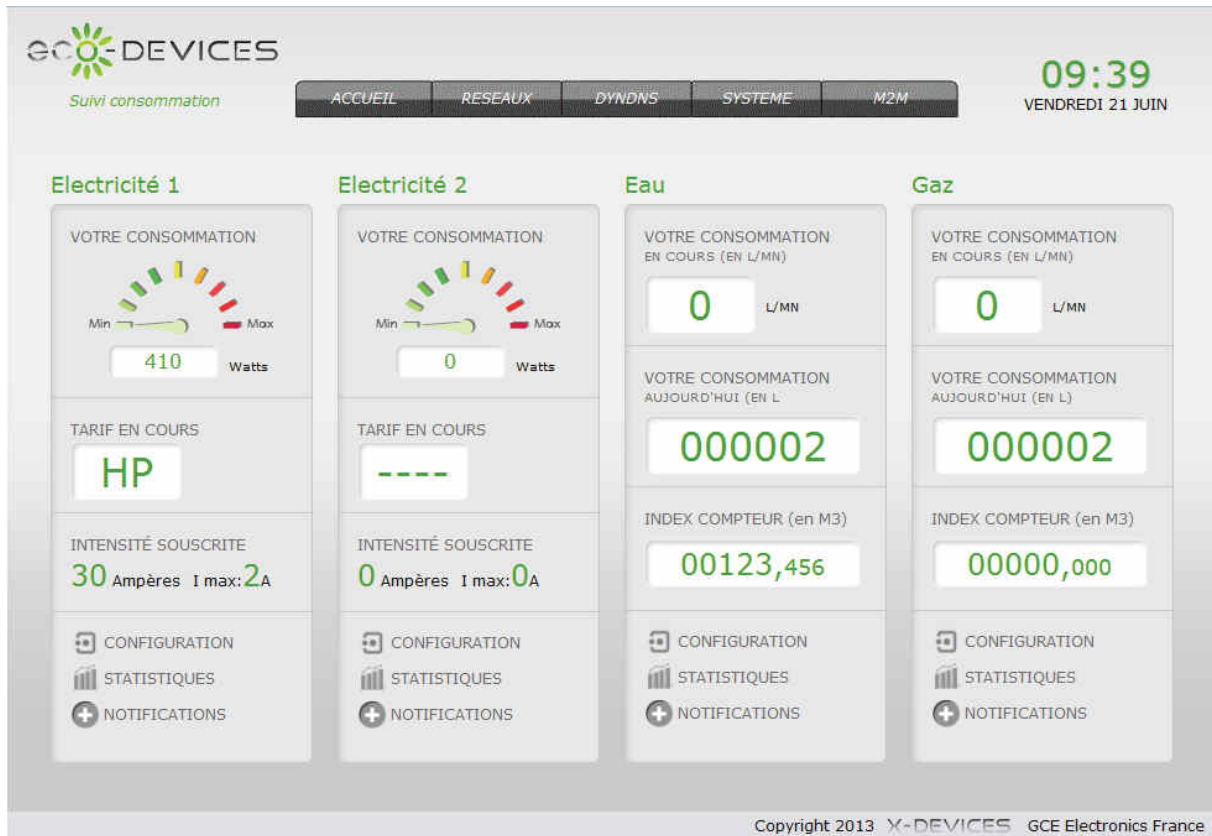 eco-DEVICES
Suivi consommation
ACCUEIL RESEAUX DYNDNS SYSTEME M2M
09:39
VENDREDI 21 JUIN
Electricité 1
VOTRE CONSOMMATION
Min Max
410 Watts
TARIF EN COURS
HP
INTENSITÉ SOUSCRITE
30 Ampères I max:2A
CONFIGURATION
STATISTIQUES
NOTIFICATIONS
Electricité 2
VOTRE CONSOMMATION
Min Max
0 Watts
TARIF EN COURS
----
INTENSITÉ SOUSCRITE
0 Ampères I max:0A
CONFIGURATION
STATISTIQUES
NOTIFICATIONS
Eau
VOTRE CONSOMMATION
EN COURS (EN L/MN)
0 L/MN
VOTRE CONSOMMATION
AUJOURD'HUI (EN L
000002
INDEX COMPTEUR (en M3)
00123,456
CONFIGURATION
STATISTIQUES
NOTIFICATIONS
Gaz
VOTRE CONSOMMATION
EN COURS (EN L/MN)
0 L/MN
VOTRE CONSOMMATION
AUJOURD'HUI (EN L)
000002
INDEX COMPTEUR (en M3)
00000,000
CONFIGURATION
STATISTIQUES
NOTIFICATIONS
Copyright 2013 X-DEVICES GCE Electronics France